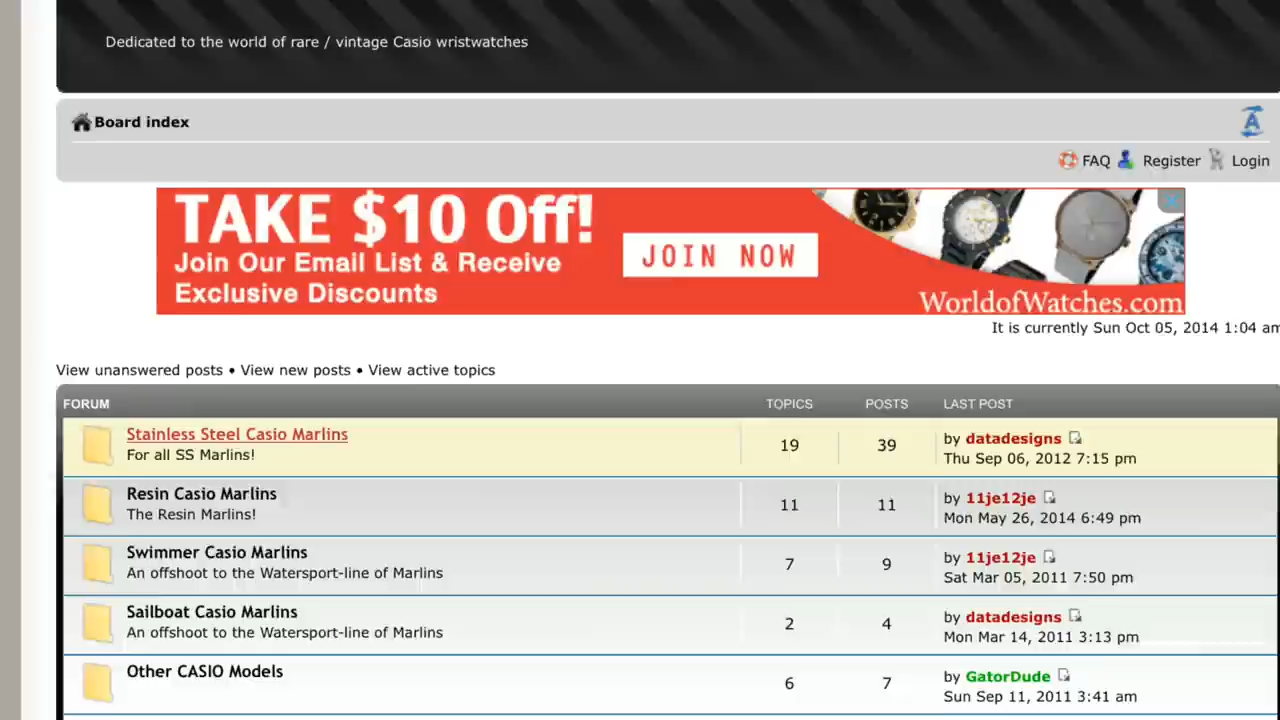 Dedicated to the world of rare / vintage Casio wristwatches
Board index
FAQ Register Login
TAKE $10 Off!
Join Our Email List & Receive
Exclusive Discounts
JOIN NOW
WorldofWatches.com
It is currently Sun Oct 05, 2014 1:04 am
View unanswered posts • View new posts • View active topics
FORUM TOPICS POSTS LAST POST
Stainless Steel Casio Marlins
For all SS Marlins!
19 39
by datadesigns
Thu Sep 06, 2012 7:15 pm
Resin Casio Marlins
The Resin Marlins!
11 11
by 11je12je
Mon May 26, 2014 6:49 pm
Swimmer Casio Marlins
An offshoot to the Watersport-line of Marlins
7 9
by 11je12je
Sat Mar 05, 2011 7:50 pm
Sailboat Casio Marlins
An offshoot to the Watersport-line of Marlins
2 4
by datadesigns
Mon Mar 14, 2011 3:13 pm
Other CASIO Models
6 7
by GatorDude
Sun Sep 11, 2011 3:41 am